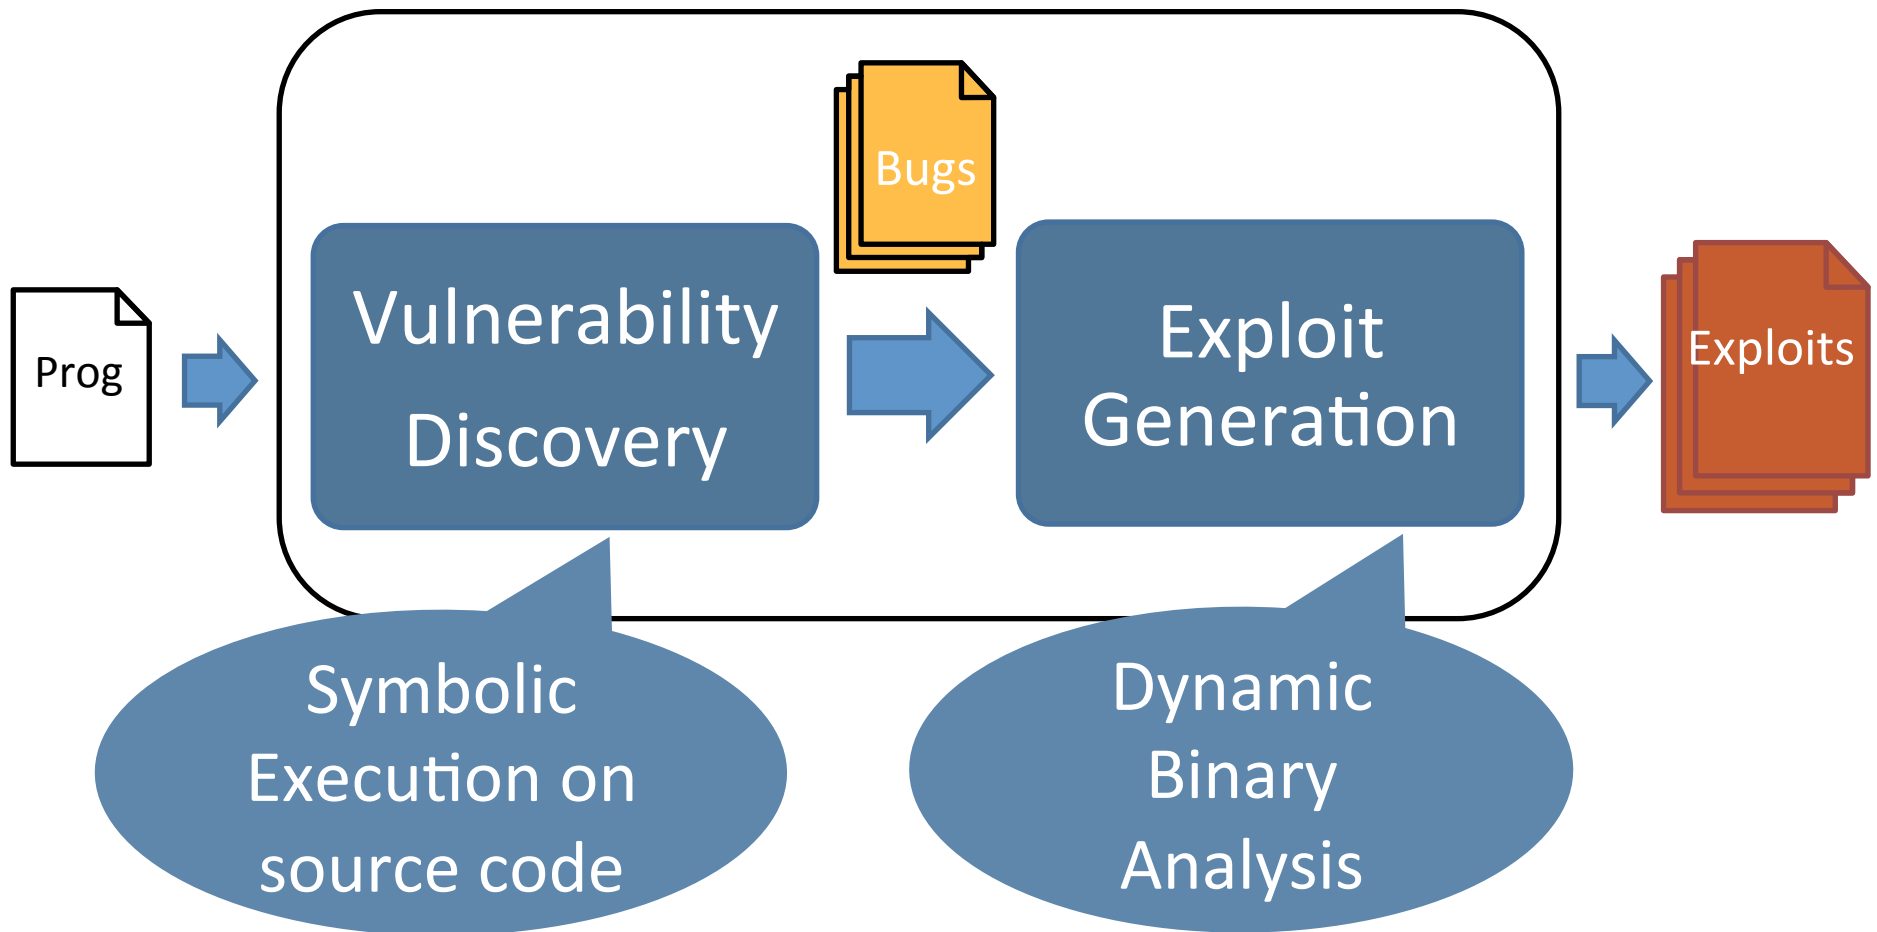 Prog
Vulnerability
Discovery
Bugs
Exploit
Generation
Exploits
Symbolic
Execution on
source code
Dynamic
Binary
Analysis